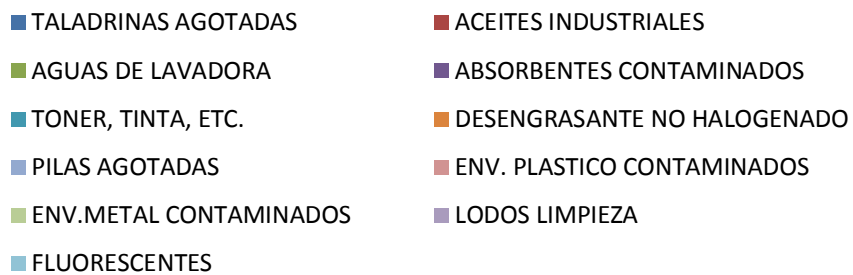 TALADRINAS AGOTADAS
ACEITES INDUSTRIALES
AGUAS DE LAVADORA
ABSORBENTES CONTAMINADOS
TONER, TINTA, ETC.
DESENGRASANTE NO HALOGENADO
PILAS AGOTADAS
ENV. PLASTICO CONTAMINADOS
ENV.METAL CONTAMINADOS
LODOS LIMPIEZA
FLUORESCENTES